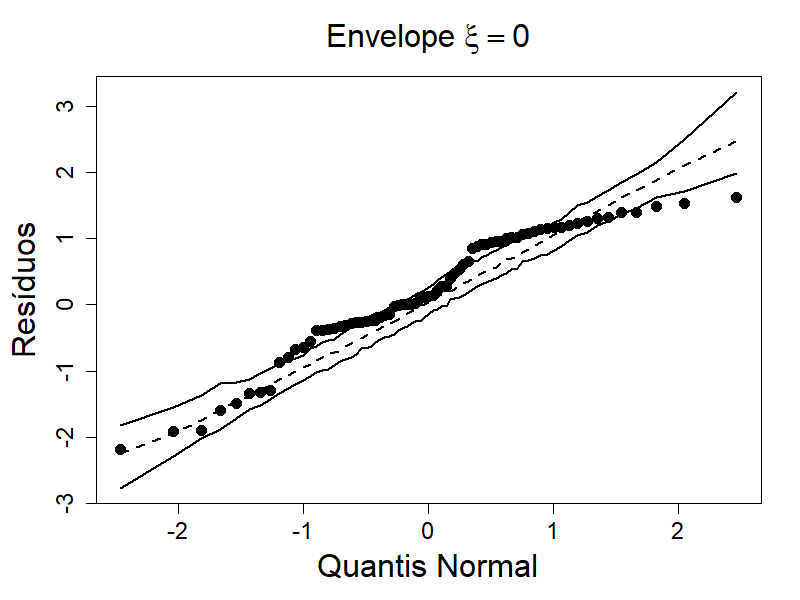 Envelope ξ = 0
3
2
1
0
-1
-2
-3
Resíduos
-2 -1 0 1 2
Quantis Normal